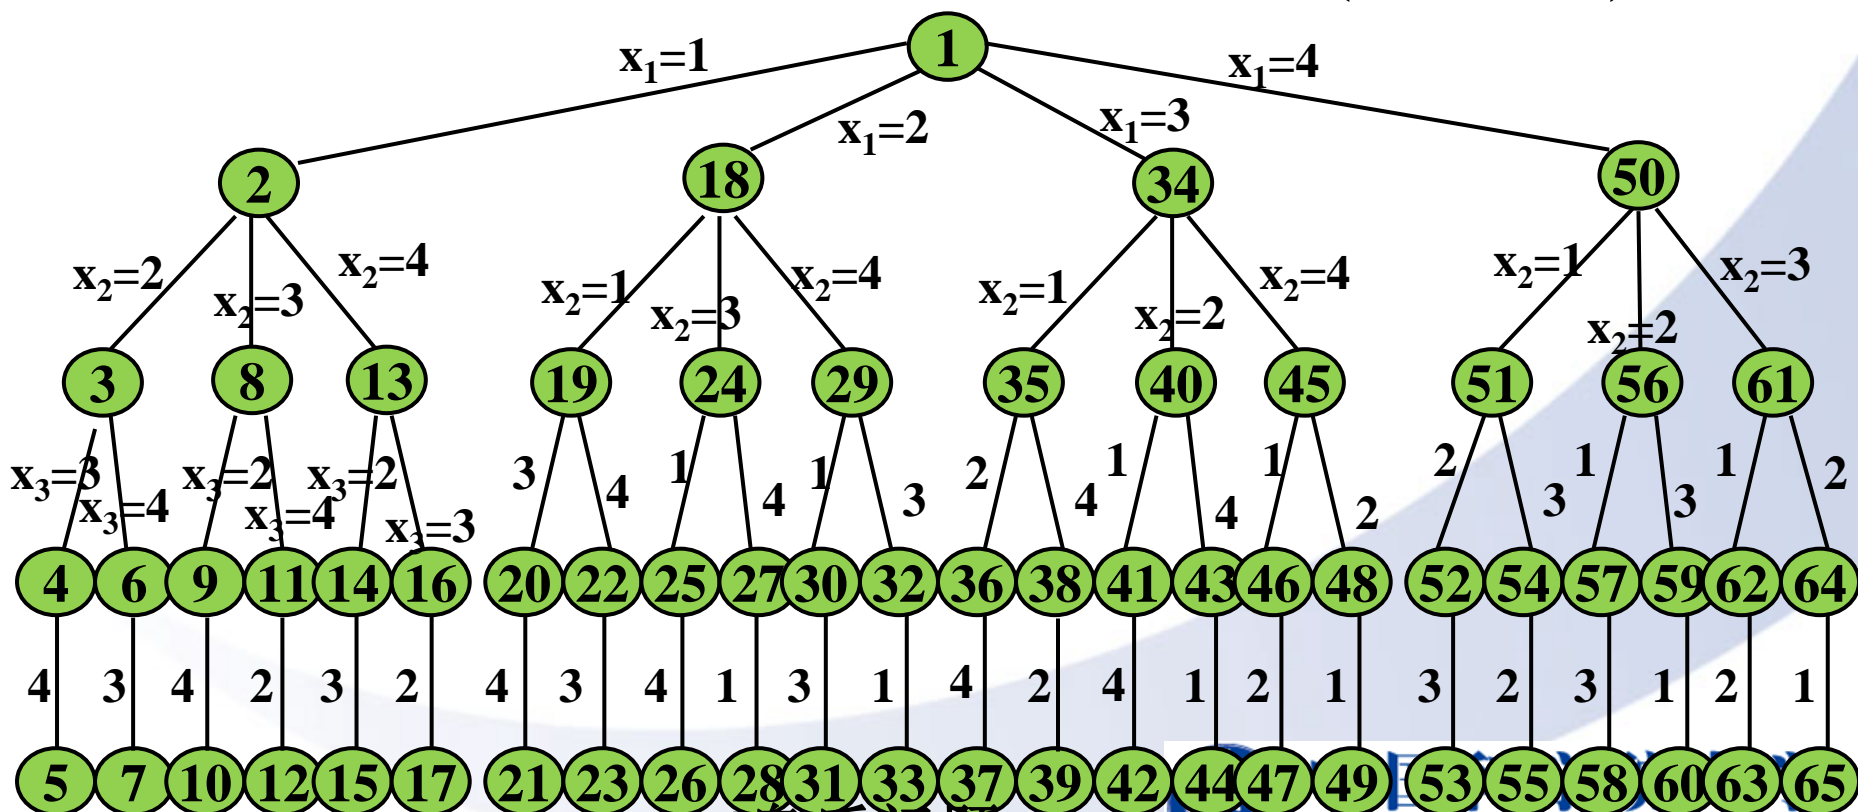 1
x₁=1 x₁=2 x₁=3 x₁=4
2 18 34 50
x₂=2 x₂=3 x₂=4 x₂=1 x₂=3 x₂=4 x₂=1 x₂=2 x₂=4 x₂=1 x₂=2 x₂=3
3 8 13 19 24 29 35 40 45 51 56 61
x₃=3 x₃=4 x₃=2 x₃=4 x₃=2 x₃=3 3 4 1 4 1 3 2 4 1 4 1 2 2 3 1 3 1 2
4 6 9 11 14 16 20 22 25 27 30 32 36 38 41 43 46 48 52 54 57 59 62 64
4 3 4 2 3 2 4 3 4 1 3 1 4 2 4 1 2 1 3 2 3 1 2 1
5 7 10 12 15 17 21 23 26 28 31 33 37 39 42 44 47 49 53 55 58 60 63 65